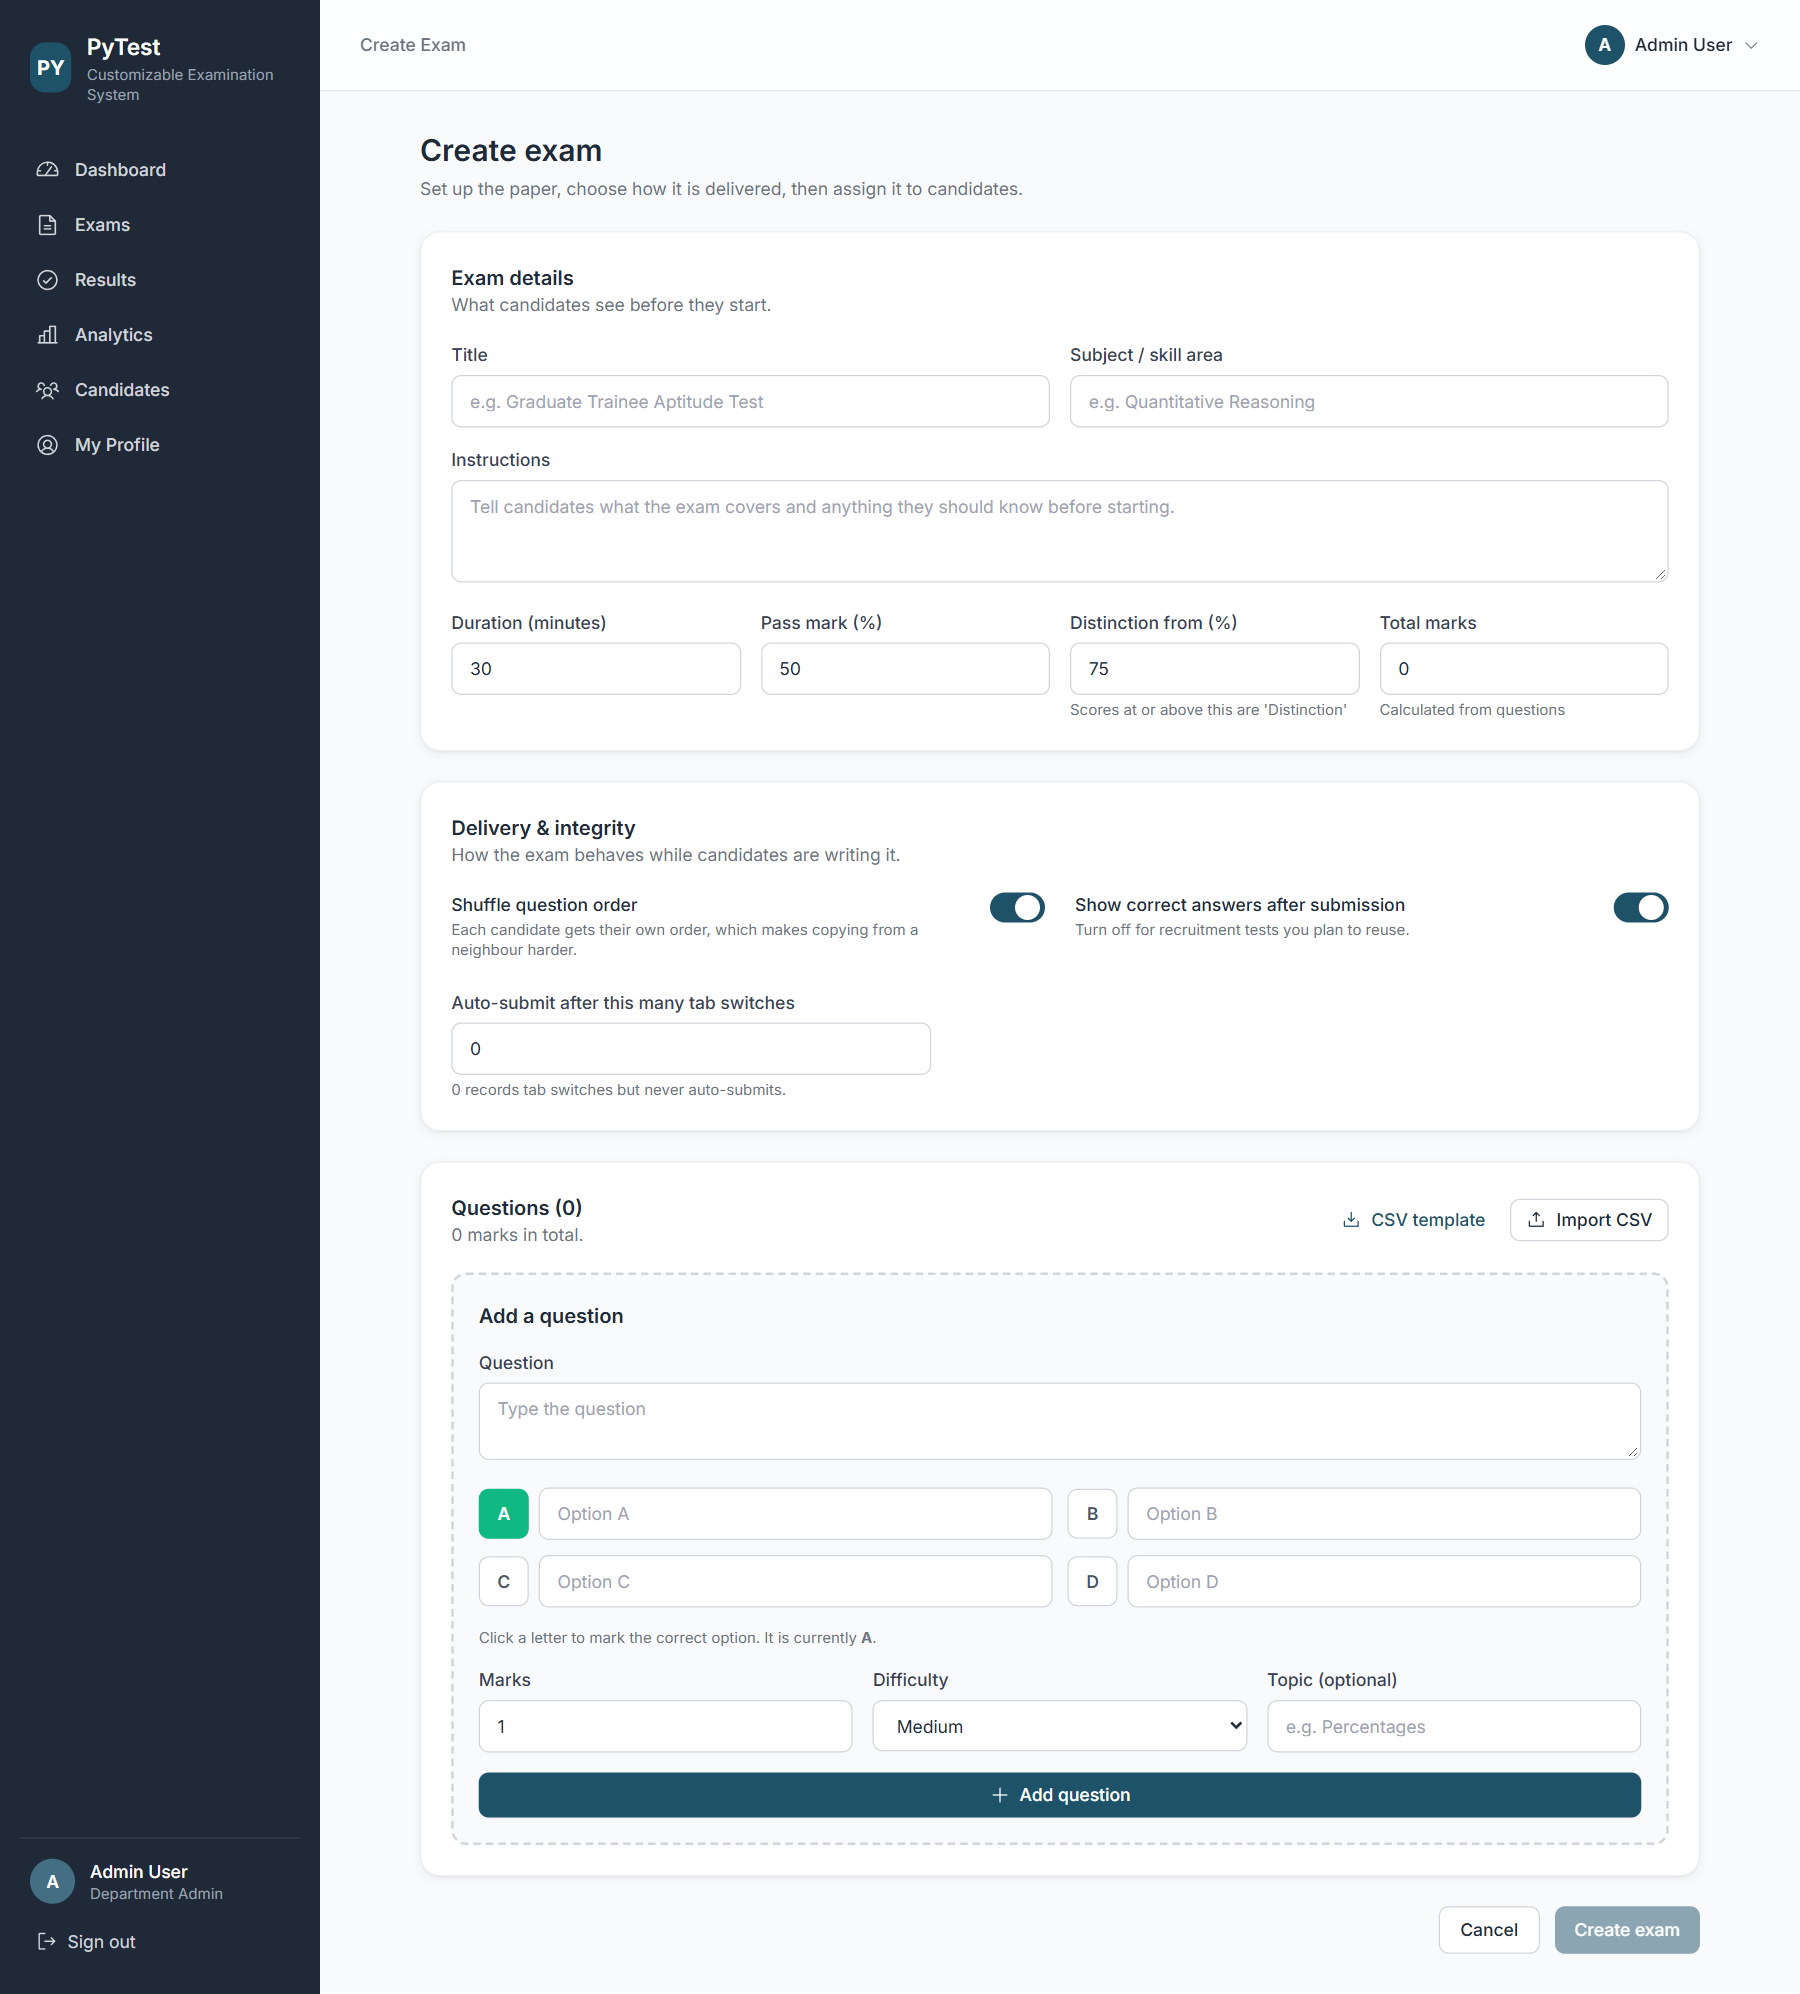 PY
PyTest
Customizable Examination
System
Dashboard
Exams
Results
Analytics
Candidates
My Profile
A
Admin User
Department Admin
Sign out
Create Exam
A
Admin User
Create exam
Set up the paper, choose how it is delivered, then assign it to candidates.
Exam details
What candidates see before they start.
Title
Subject / skill area
e.g. Graduate Trainee Aptitude Test
e.g. Quantitative Reasoning
Instructions
Tell candidates what the exam covers and anything they should know before starting.
Duration (minutes)
Pass mark (%)
Distinction from (%)
Total marks
30
50
75
0
Scores at or above this are 'Distinction'
Calculated from questions
Delivery & integrity
How the exam behaves while candidates are writing it.
Shuffle question order
Each candidate gets their own order, which makes copying from a
neighbour harder.
Show correct answers after submission
Turn off for recruitment tests you plan to reuse.
Auto-submit after this many tab switches
0
0 records tab switches but never auto-submits.
Questions (0)
0 marks in total.
CSV template
Import CSV
Add a question
Question
Type the question
A
Option A
B
Option B
C
Option C
D
Option D
Click a letter to mark the correct option. It is currently A.
Marks
Difficulty
Topic (optional)
1
Medium
e.g. Percentages
Add question
Cancel
Create exam